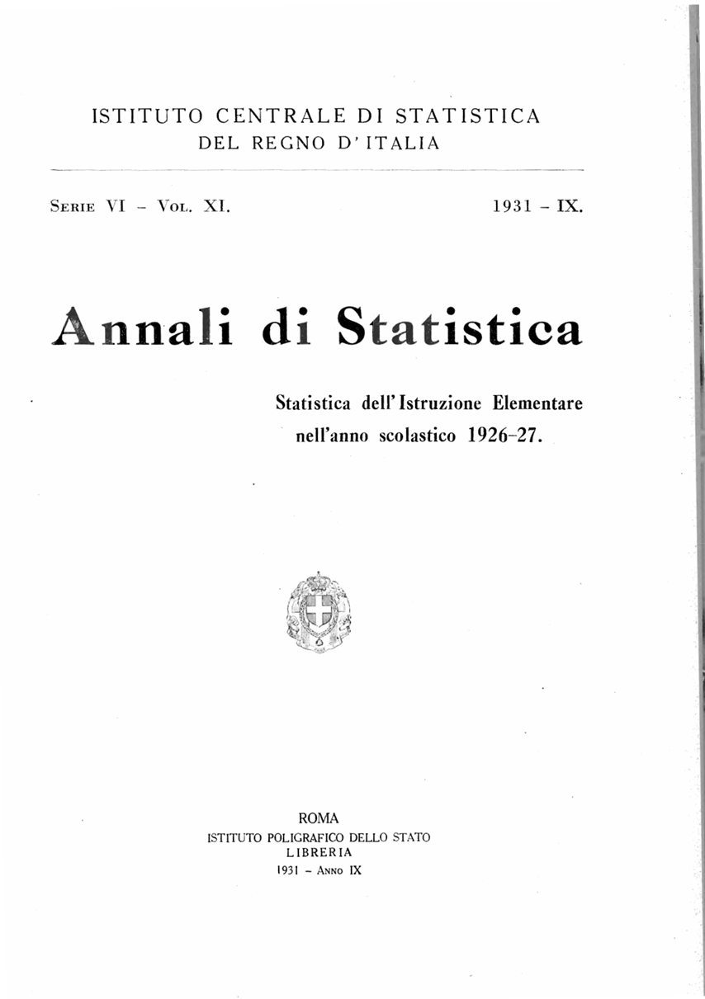 ISTITUTO CENTRALE DI STATISTICA
DEL REGNO D'ITALIA
SERIE VI – VOL. XI.
1931 – IX.
Annali di Statistica
Statistica dell'Istruzione Elementare
nell'anno scolastico 1926–27.
ROMA
ISTITUTO POLIGRAFICO DELLO STATO
LIBRERIA
1931 – ANNO IX